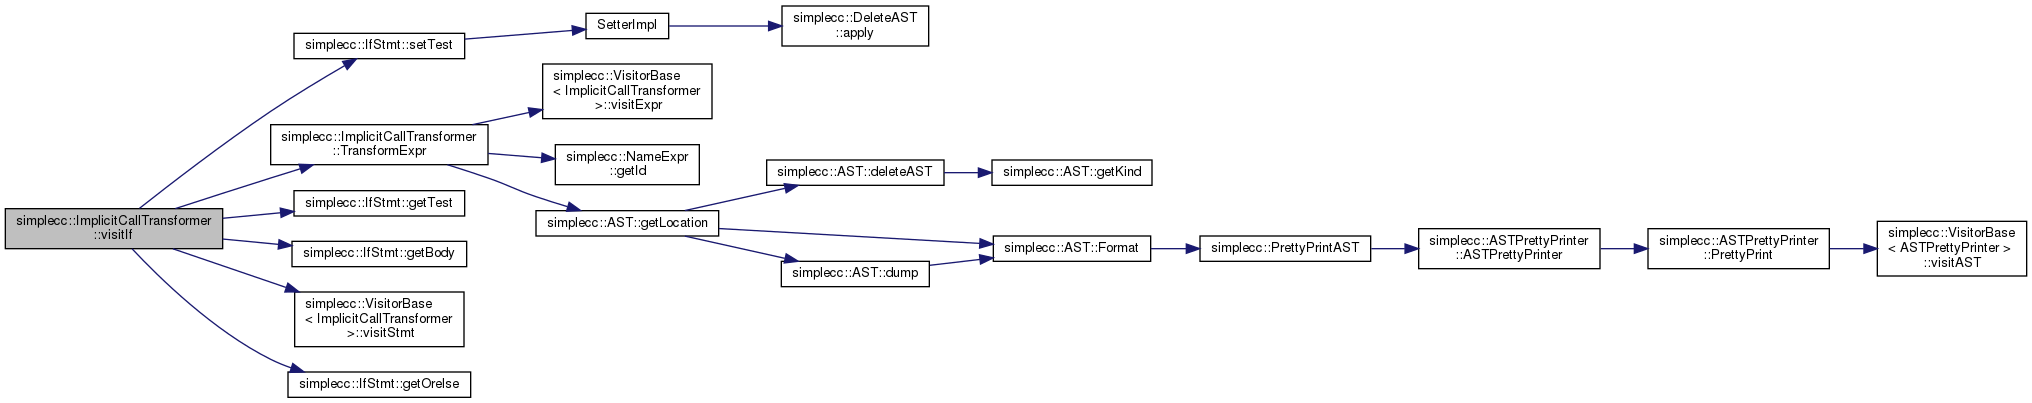 simplecc::ImplicitCallTransformer
::visitIf
simplecc::IfStmt::setTest
SetterImpl
simplecc::DeleteAST
::apply
simplecc::ImplicitCallTransformer
::TransformExpr
simplecc::VisitorBase
< ImplicitCallTransformer
>::visitExpr
simplecc::NameExpr
::getId
simplecc::AST::getLocation
simplecc::AST::deleteAST
simplecc::AST::getKind
simplecc::AST::Format
simplecc::AST::dump
simplecc::PrettyPrintAST
simplecc::ASTPrettyPrinter
::ASTPrettyPrinter
simplecc::ASTPrettyPrinter
::PrettyPrint
simplecc::VisitorBase
< ASTPrettyPrinter >
::visitAST
simplecc::IfStmt::getTest
simplecc::IfStmt::getBody
simplecc::VisitorBase
< ImplicitCallTransformer
>::visitStmt
simplecc::IfStmt::getOrelse